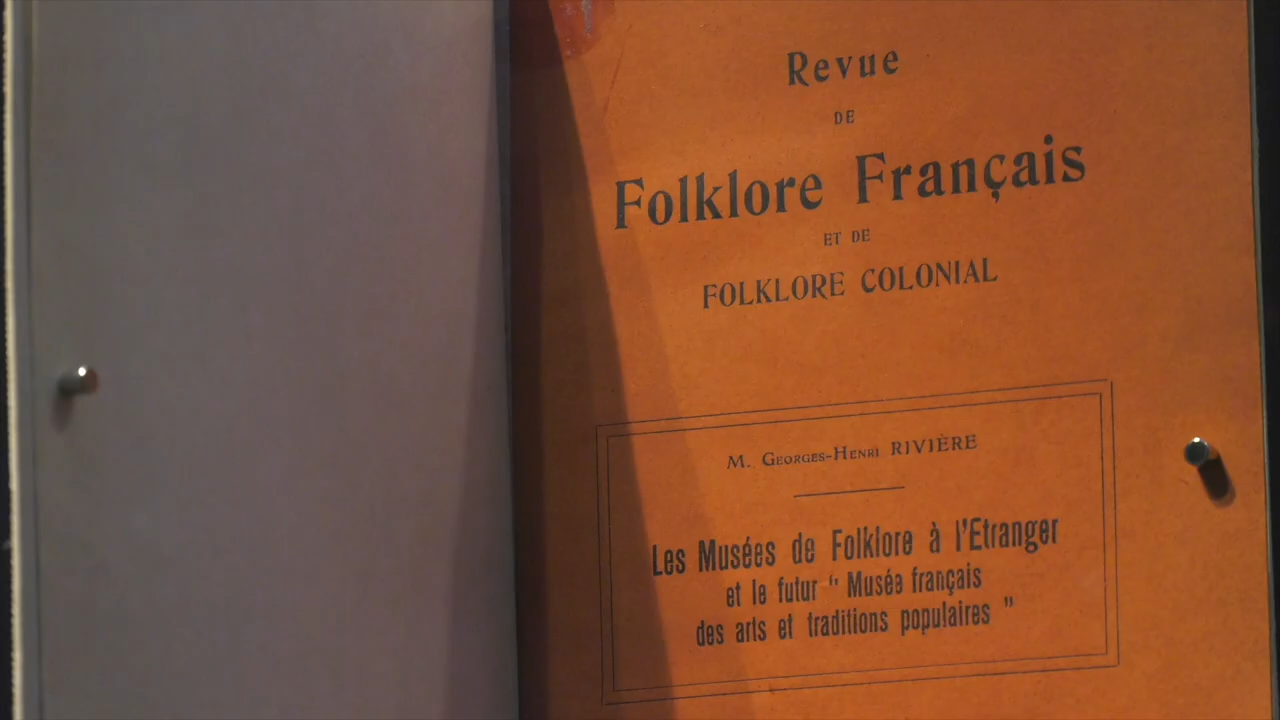 Revue
DE
Folklore Français
ET DE
FOLKLORE COLONIAL
M. Georges-Henri RIVIÈRE
Les Musées de Folklore à l'Etranger
et le futur “ Musée français
des arts et traditions populaires ”